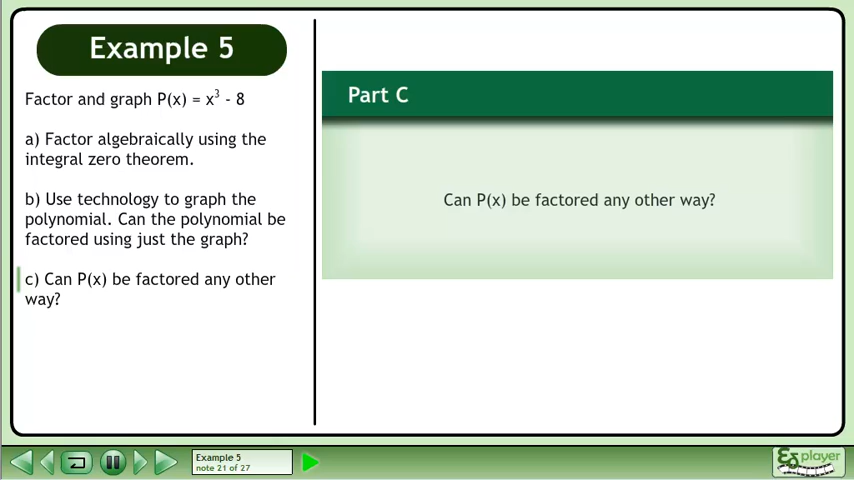 Example 5
Factor and graph P(x) = x³ - 8
a) Factor algebraically using the
integral zero theorem.
b) Use technology to graph the
polynomial. Can the polynomial be
factored using just the graph?
c) Can P(x) be factored any other
way?
Part C
Can P(x) be factored any other way?
Example 5
note 21 of 27
player